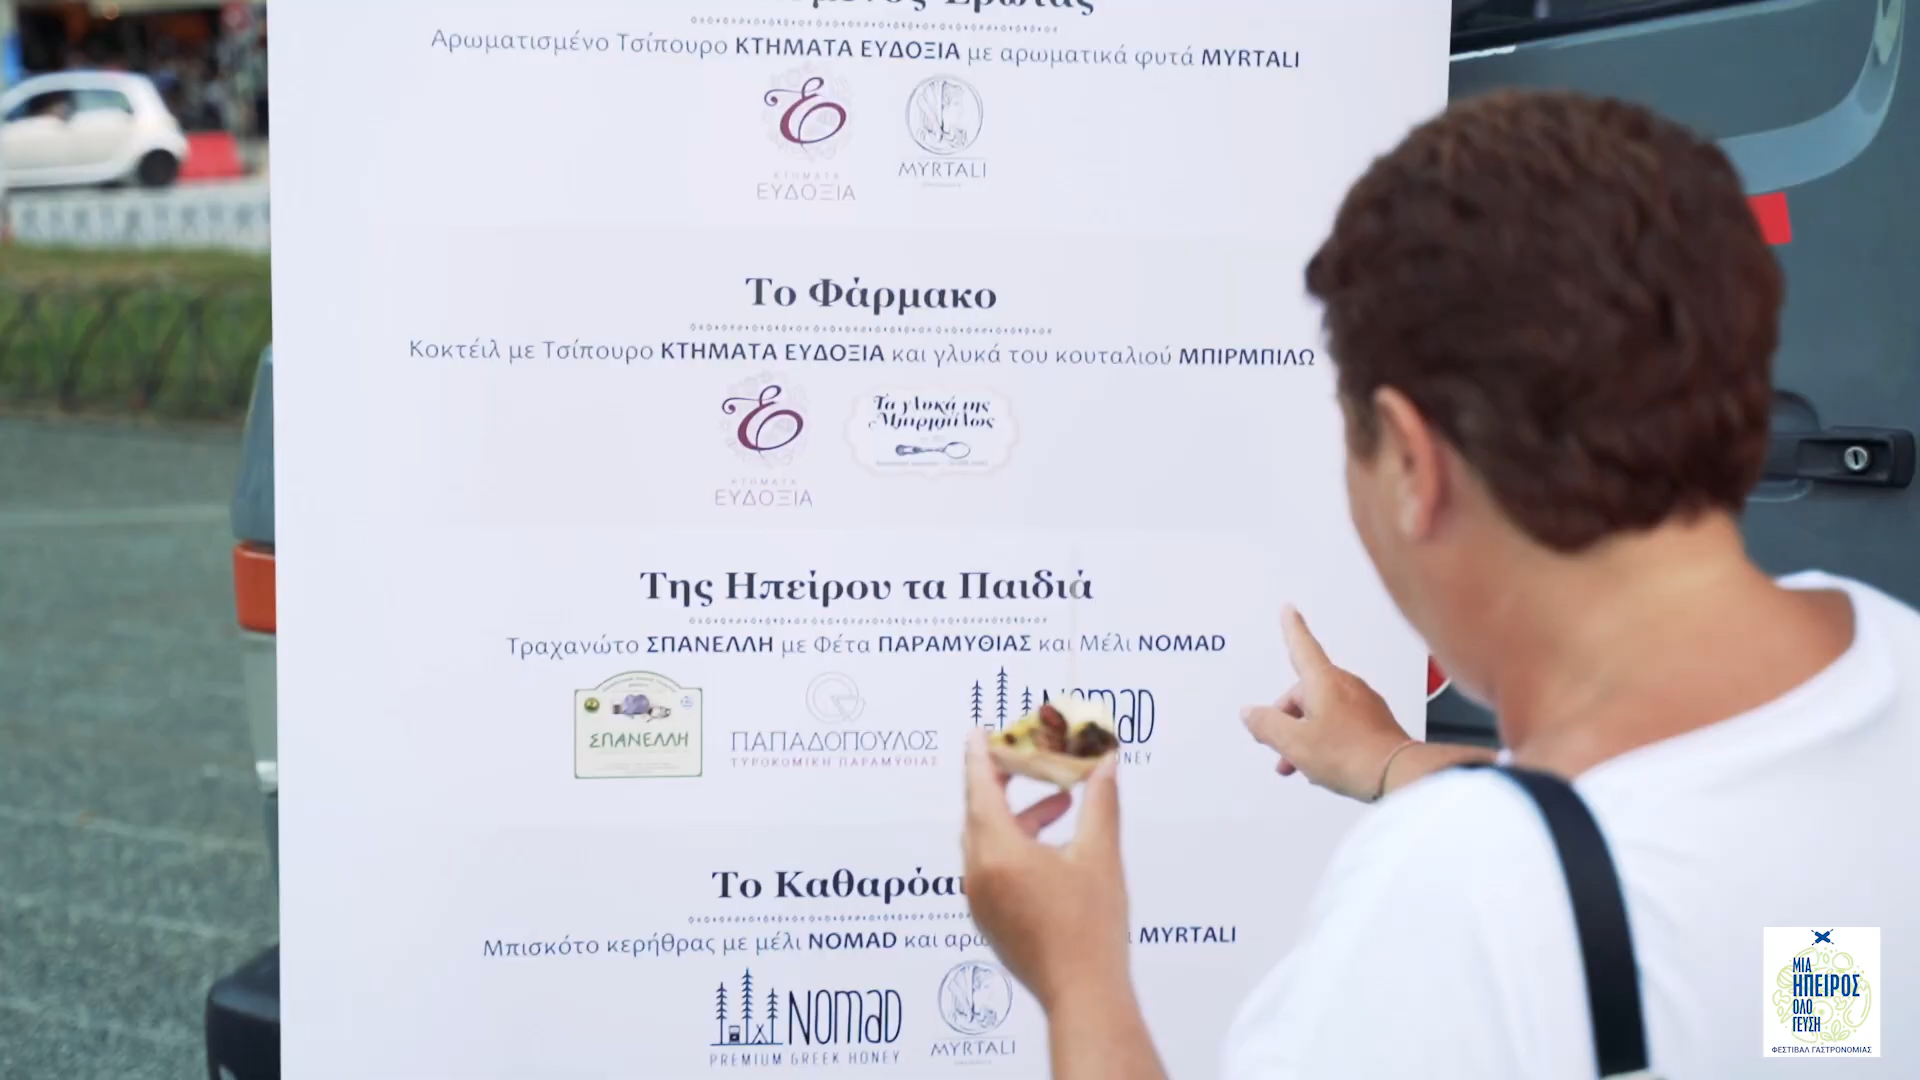 Έρωτας
Αρωματισμένο Τσίπουρο ΚΤΗΜΑΤΑ ΕΥΔΟΞΙΑ με αρωματικά φυτά MYRTALI
ΚΤΗΜΑΤΑ
ΕΥΔΟΞΙΑ
MYRTALI
Το Φάρμακο
Κοκτέιλ με Τσίπουρο ΚΤΗΜΑΤΑ ΕΥΔΟΞΙΑ και γλυκά του κουταλιού ΜΠΙΡΜΠΙΛΩ
ΚΤΗΜΑΤΑ
ΕΥΔΟΞΙΑ
Τα γλυκά της
Μπιρμπίλως
Της Ηπείρου τα Παιδιά
Τραχανώτο ΣΠΑΝΕΛΛΗ με Φέτα ΠΑΡΑΜΥΘΙΑΣ και Μέλι NOMAD
ΣΠΑΝΕΛΛΗ
ΠΑΠΑΔΟΠΟΥΛΟΣ
ΤΥΡΟΚΟΜΙΚΗ ΠΑΡΑΜΥΘΙΑΣ
NOMAD
Το
Μπισκότο κερήθρας με μέλι NOMAD και MYRTALI
NOMAD
PREMIUM GREEK HONEY
MYRTALI
ΜΙΑ
ΗΠΕΙΡΟΣ
ΟΛΟ
ΓΕΥΣΗ
ΦΕΣΤΙΒΑΛ ΓΑΣΤΡΟΝΟΜΙΑΣ